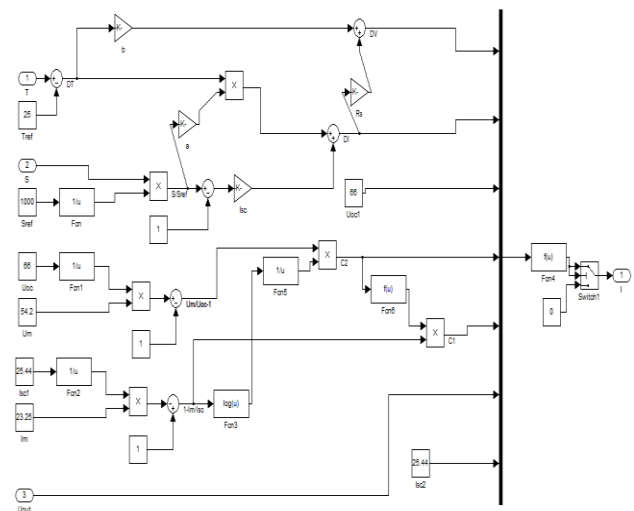 K-
b
DV
1
T
DT
25
Tref
X
K-
a
K-
Rs
DI
2
S
1000
Sref
1/u
Fcn
X
S/Sref
1
K-
Isc
66
Uoc1
66
Uoc
1/u
Fcn1
54.2
Um
X
1
Um/Uoc-1
1/u
Fcn5
X
C2
f(u)
Fcn6
X
C1
f(u)
Fcn4
0
Switch1
1
I
25.44
Isc1
1/u
Fcn2
23.25
Im
X
1
1-Im/Isc
log(u)
Fcn3
25.44
Isc2
3